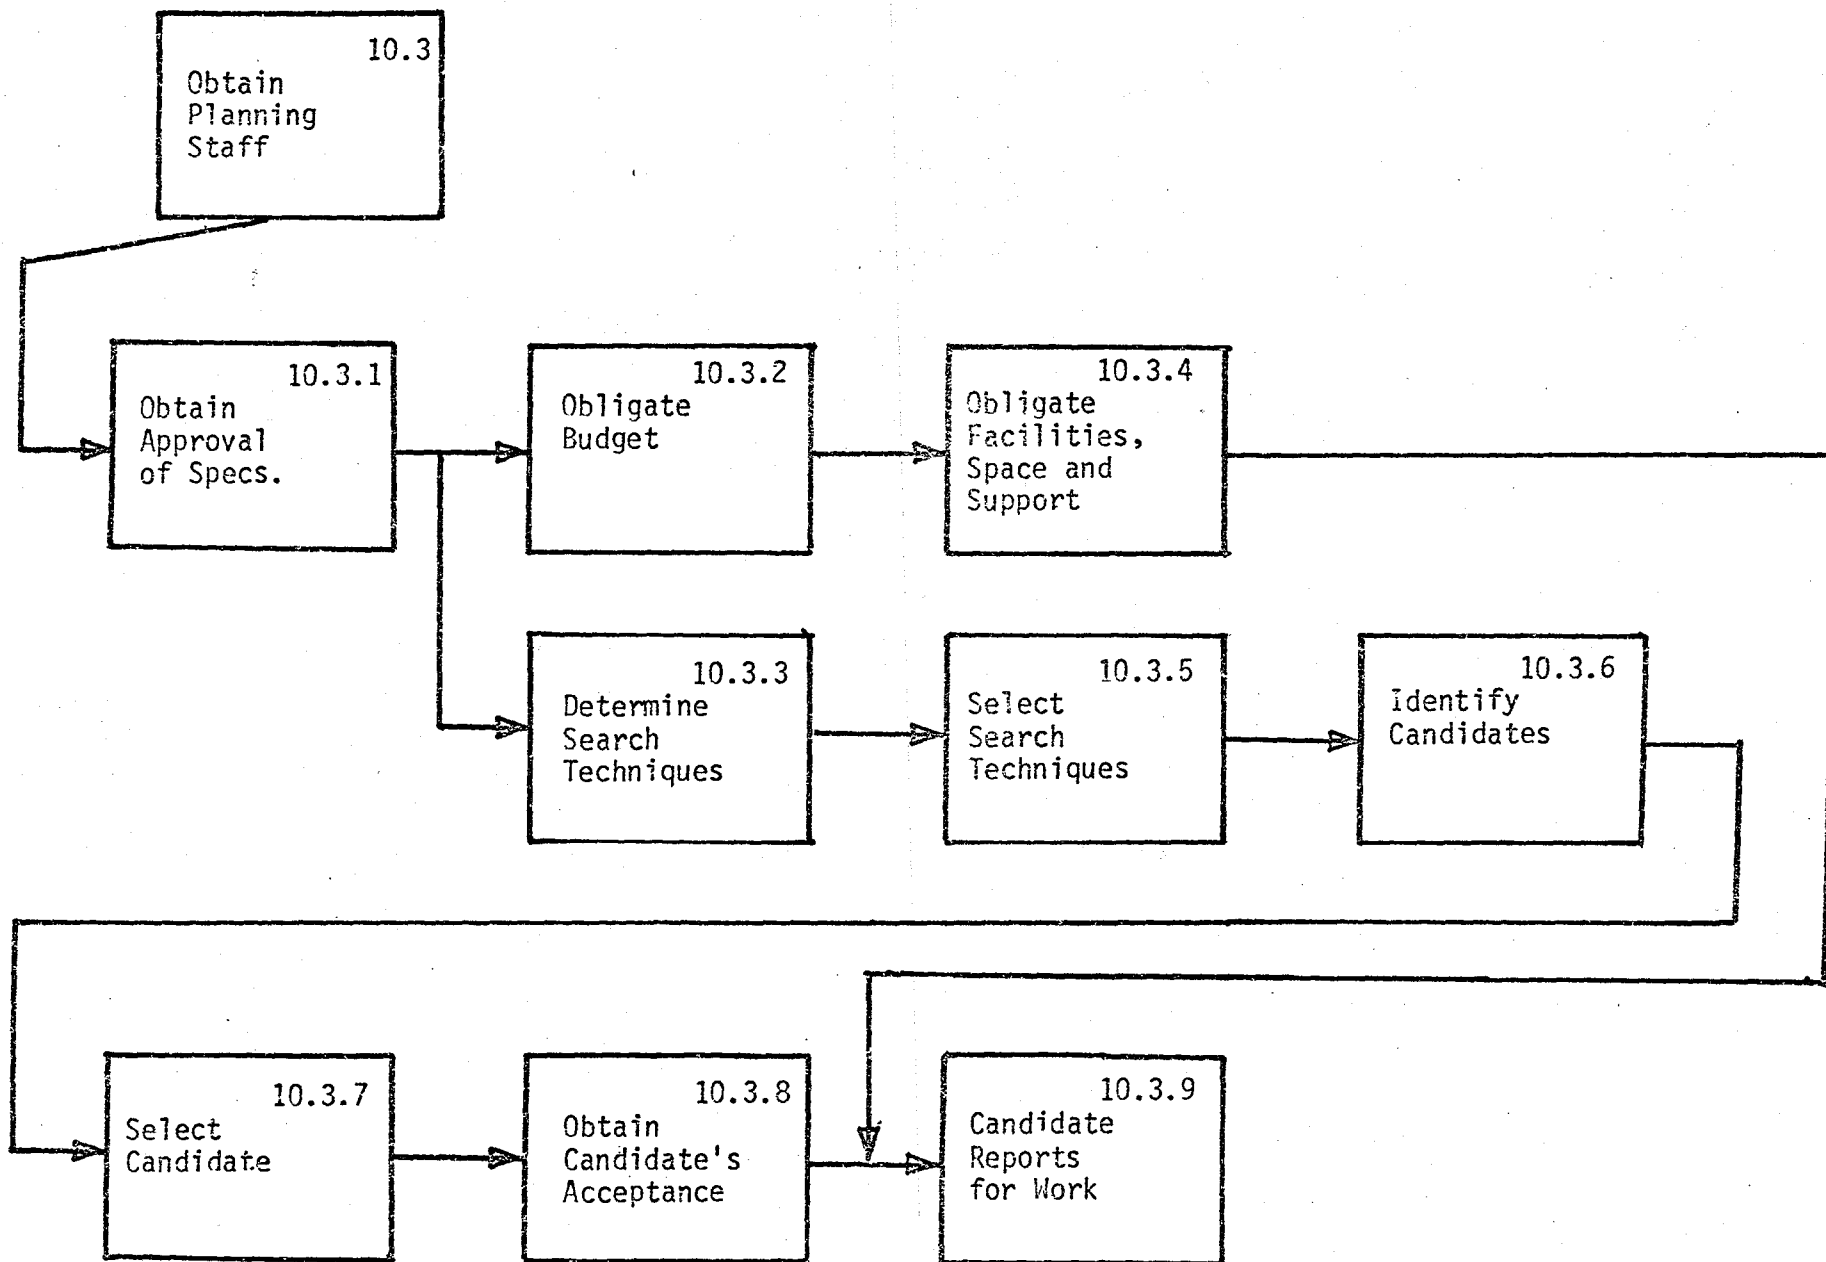 10.3
Obtain
Planning
Staff
10.3.1
Obtain
Approval
of Specs.
10.3.2
Obligate
Budget
10.3.4
Obligate
Facilities,
Space and
Support
10.3.3
Determine
Search
Techniques
10.3.5
Select
Search
Techniques
10.3.6
Identify
Candidates
10.3.7
Select
Candidate
10.3.8
Obtain
Candidate's
Acceptance
10.3.9
Candidate
Reports
for Work